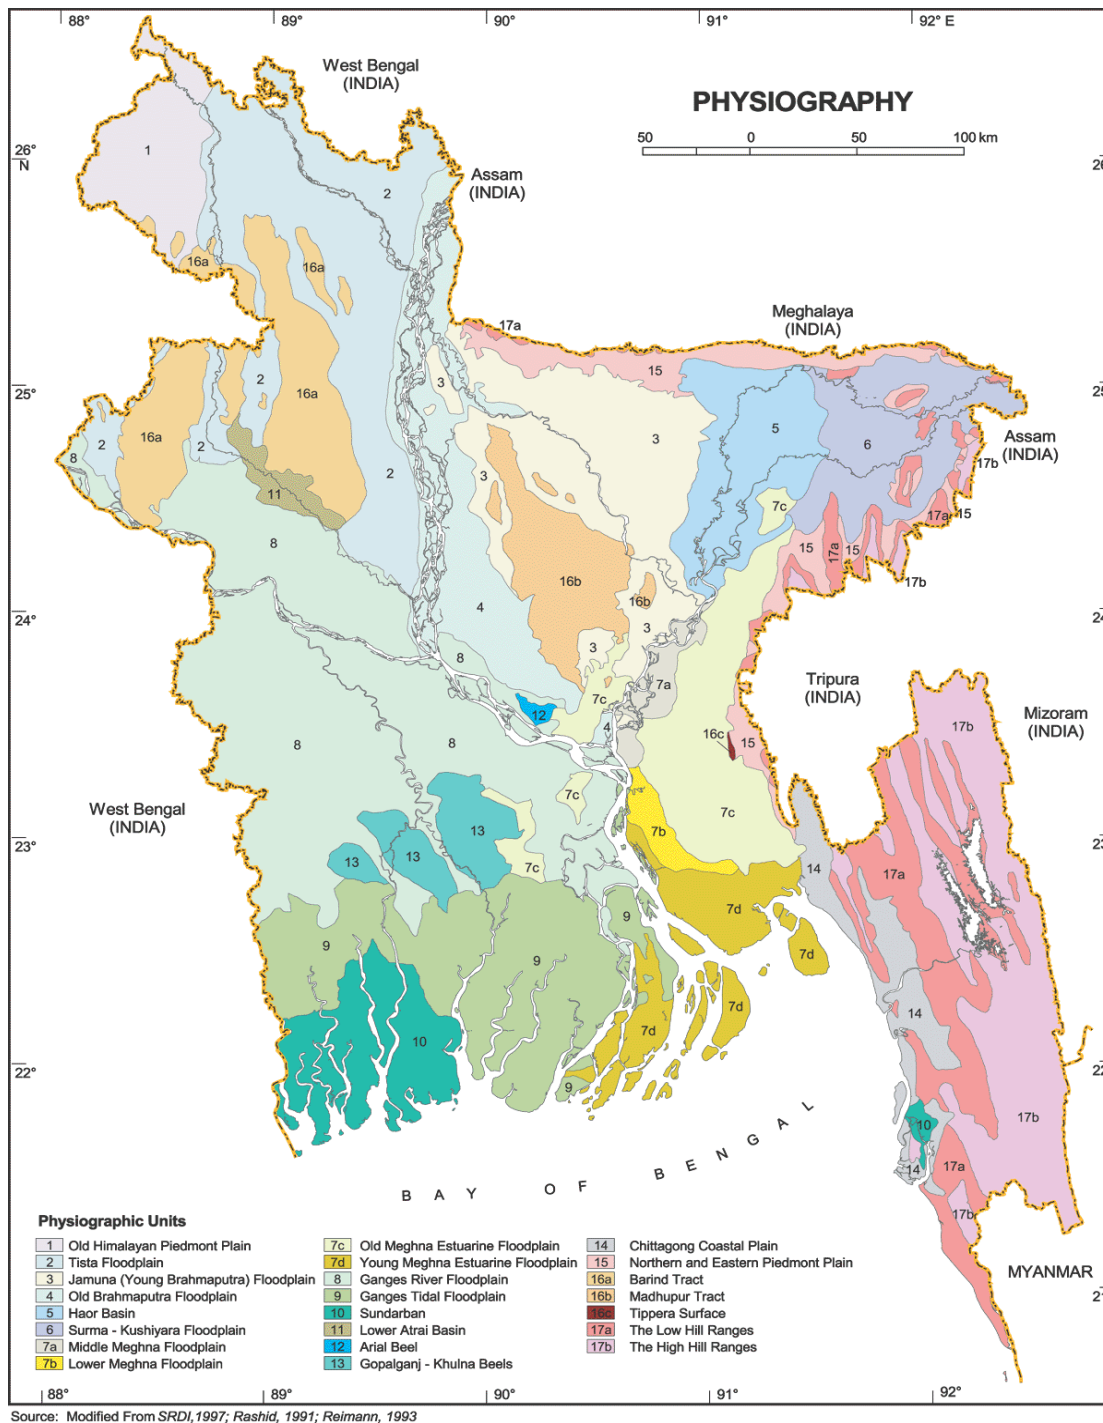 88°
89°
90°
91°
92° E
West Bengal
(INDIA)
PHYSIOGRAPHY
50
0
50
100 km
26°
N
26
1
Assam
(INDIA)
2
2
16a
16a
Meghalaya
(INDIA)
17a
15
25°
25
3
2
16a
3
5
16a
2
8
2
6
Assam
(INDIA)
17b
2
3
11
7c
17a
15
8
15
17a
15
16b
17b
16b
24°
24
4
3
3
8
7a
Tripura
(INDIA)
7c
12
4
16c
15
17b
Mizoram
(INDIA)
8
8
7c
7c
West Bengal
(INDIA)
13
7b
23°
23
13
13
7c
14
17a
7d
9
9
9
7d
7d
7d
14
10
22°
22
9
10
17b
14
17a
17b
BAY OF BENGAL
MYANMAR
21
Physiographic Units
1 Old Himalayan Piedmont Plain
2 Tista Floodplain
3 Jamuna (Young Brahmaputra) Floodplain
4 Old Brahmaputra Floodplain
5 Haor Basin
6 Surma - Kushiyara Floodplain
7a Middle Meghna Floodplain
7b Lower Meghna Floodplain
7c Old Meghna Estuarine Floodplain
7d Young Meghna Estuarine Floodplain
8 Ganges River Floodplain
9 Ganges Tidal Floodplain
10 Sundarban
11 Lower Atrai Basin
12 Arial Beel
13 Gopalganj - Khulna Beels
14 Chittagong Coastal Plain
15 Northern and Eastern Piedmont Plain
16a Barind Tract
16b Madhupur Tract
16c Tippera Surface
17a The Low Hill Ranges
17b The High Hill Ranges
88°
89°
90°
91°
92°
Source: Modified From SRDI,1997; Rashid, 1991; Reimann, 1993